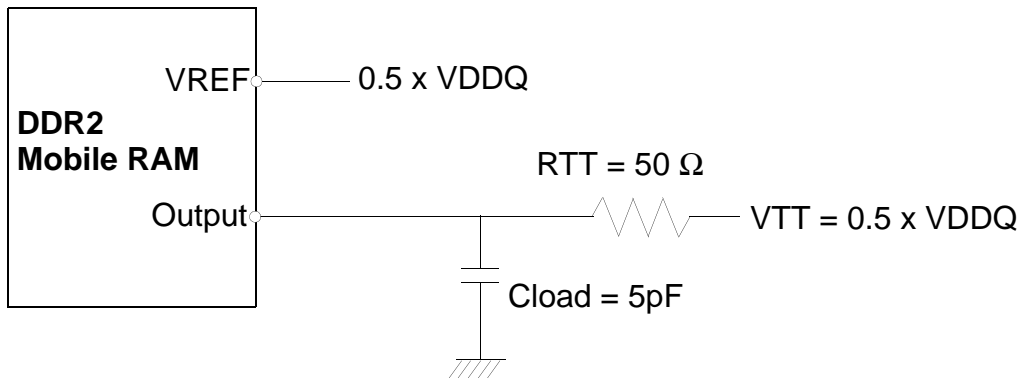 VREF
0.5 x VDDQ
DDR2
Mobile RAM
RTT = 50 Ω
Output
VTT = 0.5 x VDDQ
Cload = 5pF